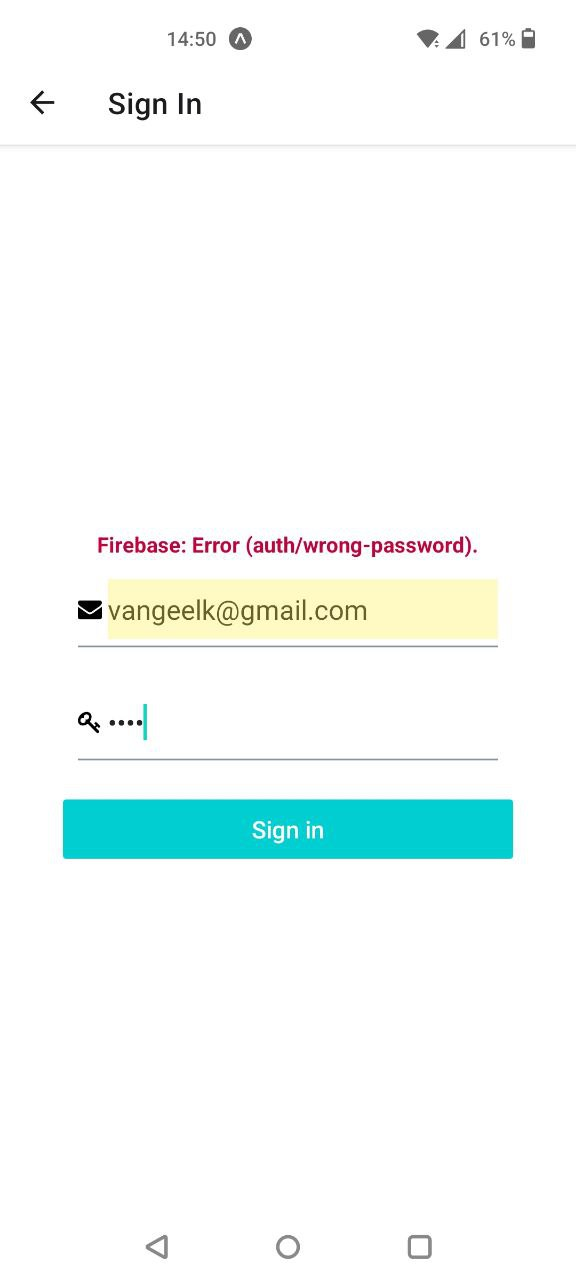 14:50 61%
Sign In
Firebase: Error (auth/wrong-password).
vangeelk@gmail.com
••••
Sign in